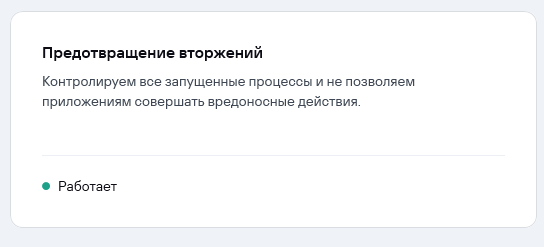 Предотвращение вторжений
Контролируем все запущенные процессы и не позволяем
приложениям совершать вредоносные действия.
Работает